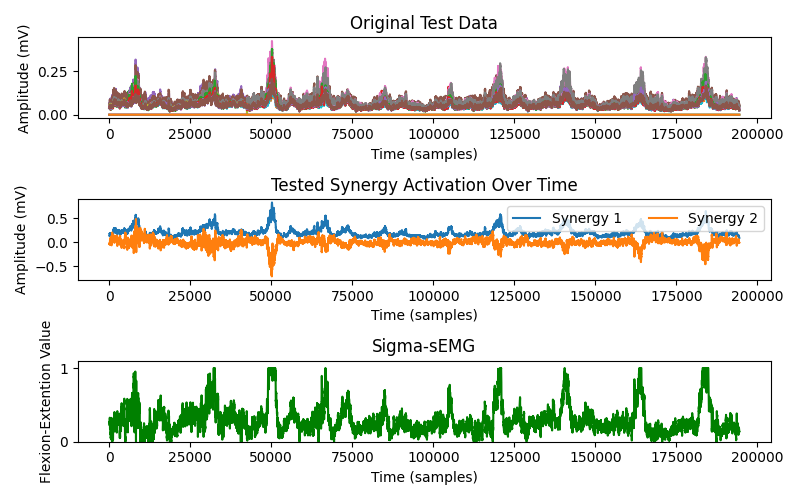 Original Test Data
Amplitude (mV)
0.25
0.00
0 25000 50000 75000 100000 125000 150000 175000 200000
Time (samples)
Tested Synergy Activation Over Time
Amplitude (mV)
0.5
0.0
−0.5
Synergy 1 Synergy 2
0 25000 50000 75000 100000 125000 150000 175000 200000
Time (samples)
Sigma-sEMG
Flexion-Extention Value
1
0
0 25000 50000 75000 100000 125000 150000 175000 200000
Time (samples)